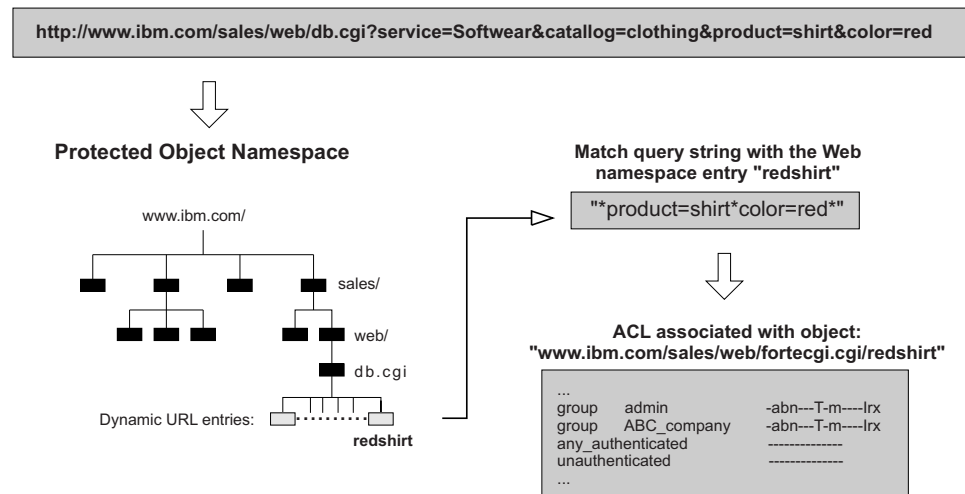 http://www.ibm.com/sales/web/db.cgi?service=Softwear&catallog=clothing&product=shirt&color=red
Protected Object Namespace
www.ibm.com/
sales/
web/
db.cgi
Dynamic URL entries:
redshirt
Match query string with the Web
namespace entry "redshirt"
"*product=shirt*color=red*"
ACL associated with object:
"www.ibm.com/sales/web/fortecgi.cgi/redshirt"
...
group admin -abn---T-m----lrx
group ABC_company -abn---T-m----lrx
any_authenticated --------------
unauthenticated --------------
...